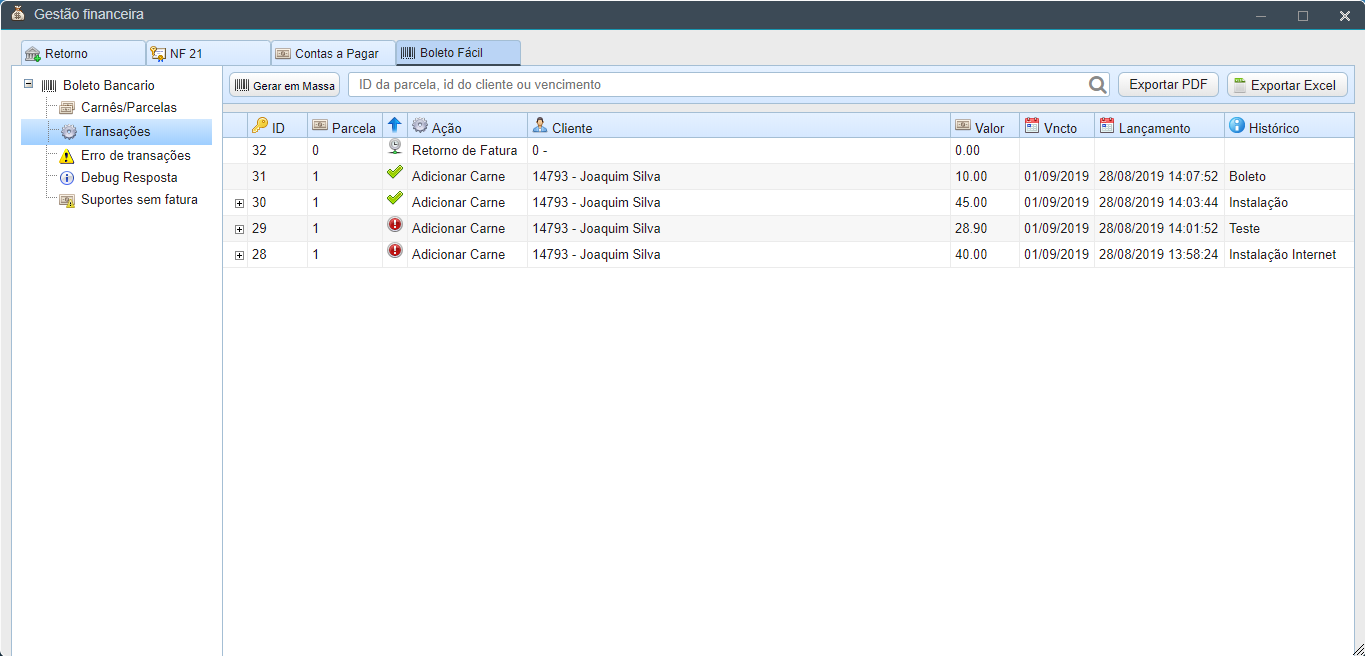 Gestão financeira
Retorno NF 21 Contas a Pagar Boleto Fácil
Boleto Bancario
Carnês/Parcelas
Transações
Erro de transações
Debug Resposta
Suportes sem fatura
Gerar em Massa ID da parcela, id do cliente ou vencimento Exportar PDF Exportar Excel
ID Parcela Ação Cliente Valor Vncto Lançamento Histórico
32 0 Retorno de Fatura 0 - 0.00
31 1 Adicionar Carne 14793 - Joaquim Silva 10.00 01/09/2019 28/08/2019 14:07:52 Boleto
30 1 Adicionar Carne 14793 - Joaquim Silva 45.00 01/09/2019 28/08/2019 14:03:44 Instalação
29 1 Adicionar Carne 14793 - Joaquim Silva 28.90 01/09/2019 28/08/2019 14:01:52 Teste
28 1 Adicionar Carne 14793 - Joaquim Silva 40.00 01/09/2019 28/08/2019 13:58:24 Instalação Internet